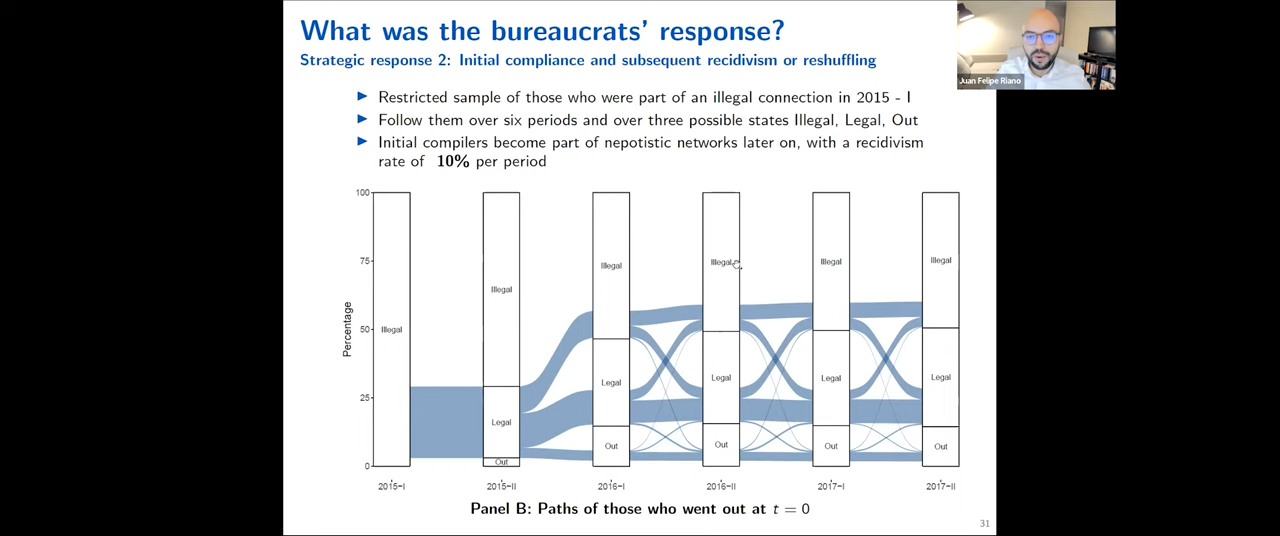 What was the bureaucrats' response?
Strategic response 2: Initial compliance and subsequent recidivism or reshuffling
Juan Felipe Riano
Restricted sample of those who were part of an illegal connection in 2015 - I
Follow them over six periods and over three possible states Illegal, Legal, Out
Initial compilers become part of nepotistic networks later on, with a recidivism
rate of 10% per period
100
75
50
25
0
Percentage
Illegal
Illegal
Legal
Out
Illegal
Legal
Out
Illegal
Legal
Out
Illegal
Legal
Out
Illegal
Legal
Out
2015-I
2015-II
2016-I
2016-II
2017-I
2017-II
Panel B: Paths of those who went out at t = 0
31